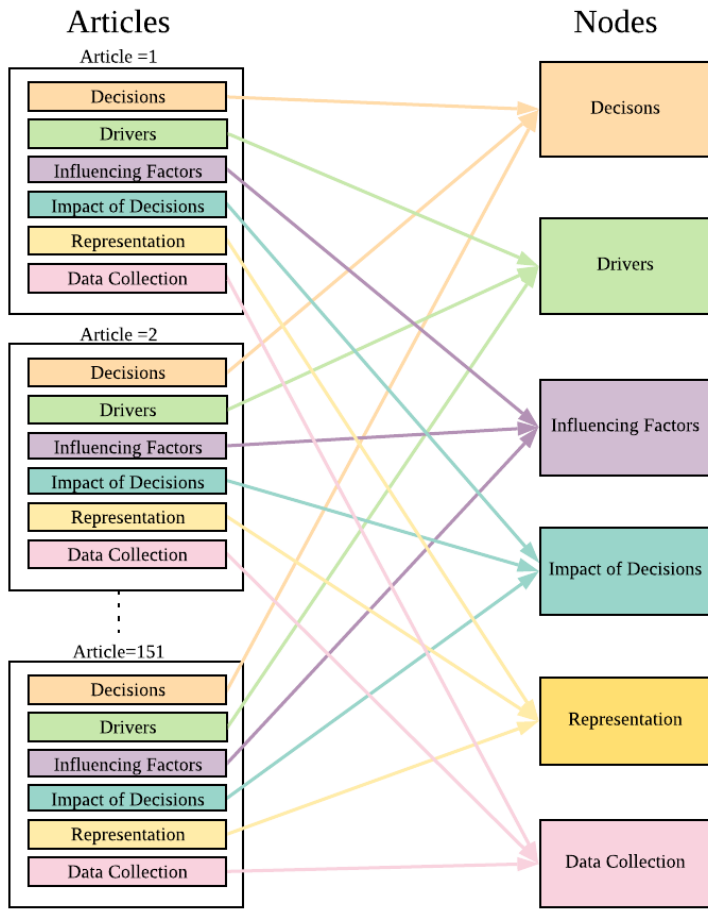 Articles
Article =1
Decisions
Drivers
Influencing Factors
Impact of Decisions
Representation
Data Collection
Article =2
Decisions
Drivers
Influencing Factors
Impact of Decisions
Representation
Data Collection
Article=151
Decisions
Drivers
Influencing Factors
Impact of Decisions
Representation
Data Collection
Nodes
Decisons
Drivers
Influencing Factors
Impact of Decisions
Representation
Data Collection